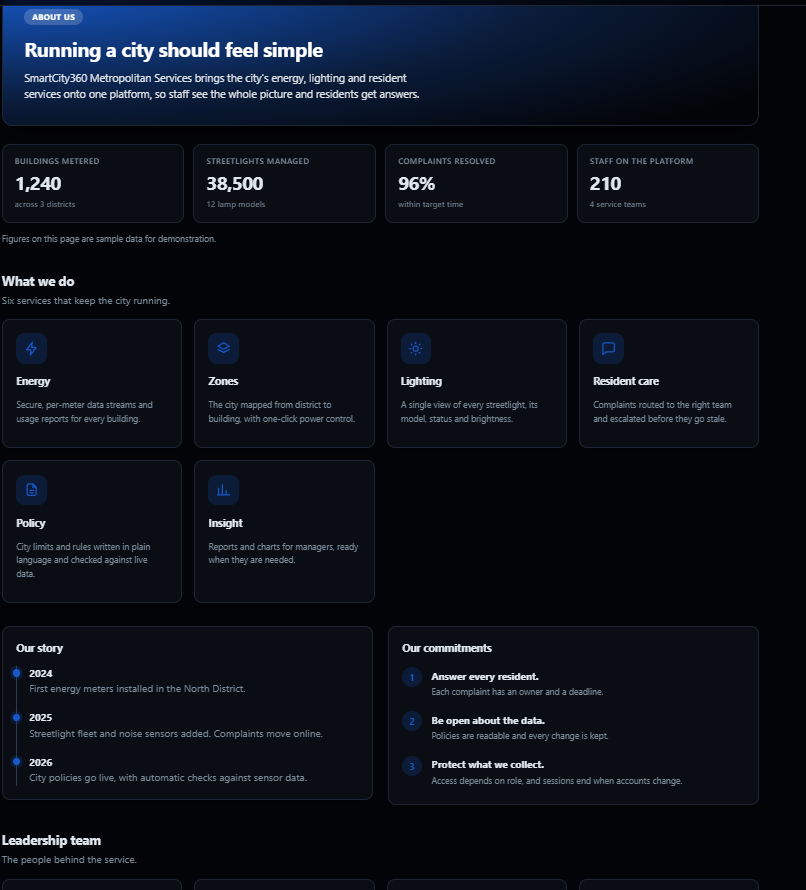 ABOUT US
Running a city should feel simple
SmartCity360 Metropolitan Services brings the city's energy, lighting and resident
services onto one platform, so staff see the whole picture and residents get answers.
BUILDINGS METERED
1,240
across 3 districts
STREETLIGHTS MANAGED
38,500
12 lamp models
COMPLAINTS RESOLVED
96%
within target time
STAFF ON THE PLATFORM
210
4 service teams
Figures on this page are sample data for demonstration.
What we do
Six services that keep the city running.
Energy
Secure, per-meter data streams and
usage reports for every building.
Zones
The city mapped from district to
building, with one-click power control.
Lighting
A single view of every streetlight, its
model, status and brightness.
Resident care
Complaints routed to the right team
and escalated before they go stale.
Policy
City limits and rules written in plain
language and checked against live
data.
Insight
Reports and charts for managers, ready
when they are needed.
Our story
2024
First energy meters installed in the North District.
2025
Streetlight fleet and noise sensors added. Complaints move online.
2026
City policies go live, with automatic checks against sensor data.
Our commitments
1
Answer every resident.
Each complaint has an owner and a deadline.
2
Be open about the data.
Policies are readable and every change is kept.
3
Protect what we collect.
Access depends on role, and sessions end when accounts change.
Leadership team
The people behind the service.